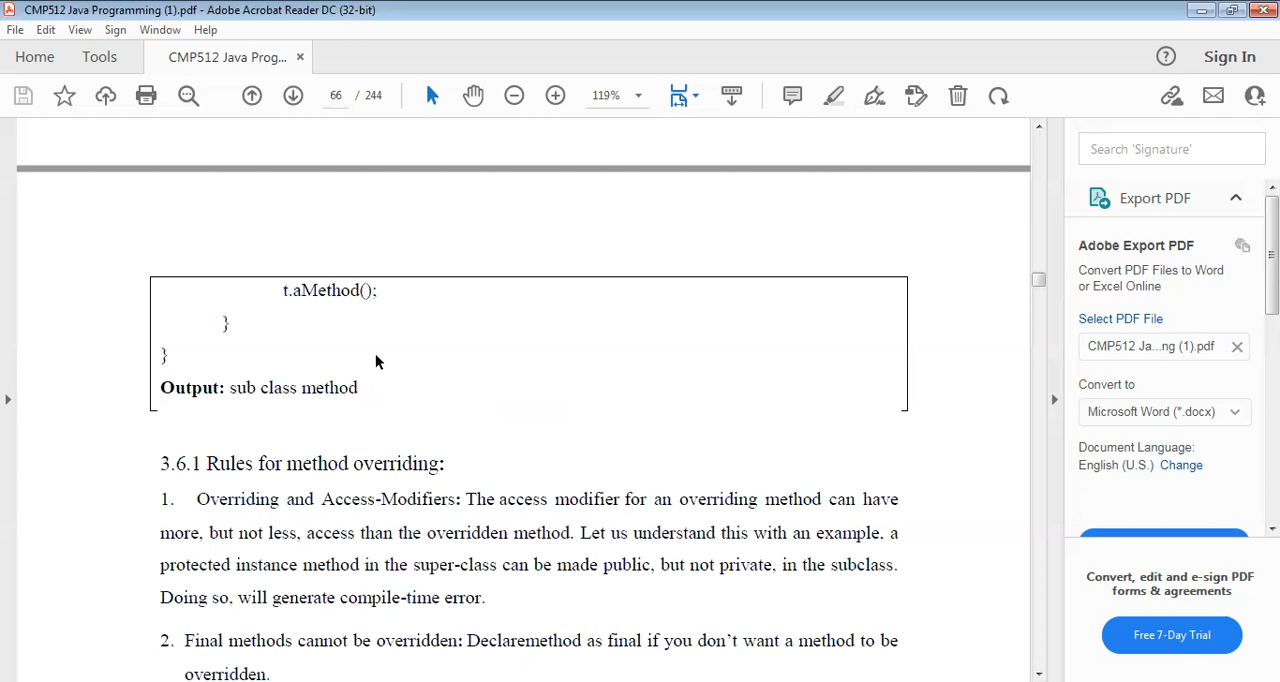 CMP512 Java Programming (1).pdf - Adobe Acrobat Reader DC (32-bit)
File Edit View Sign Window Help
Home Tools CMP512 Java Prog... × Sign In
66 / 244 119%
t.aMethod();
}
}
Output: sub class method
3.6.1 Rules for method overriding:
1. Overriding and Access-Modifiers: The access modifier for an overriding method can have
more, but not less, access than the overridden method. Let us understand this with an example, a
protected instance method in the super-class can be made public, but not private, in the subclass.
Doing so, will generate compile-time error.
2. Final methods cannot be overridden: Declaremethod as final if you don’t want a method to be
overridden.
Search 'Signature'
Export PDF
Adobe Export PDF
Convert PDF Files to Word
or Excel Online
Select PDF File
CMP512 Ja...ng (1).pdf
Convert to
Microsoft Word (*.docx)
Document Language:
English (U.S.) Change
Convert, edit and e-sign PDF
forms & agreements
Free 7-Day Trial